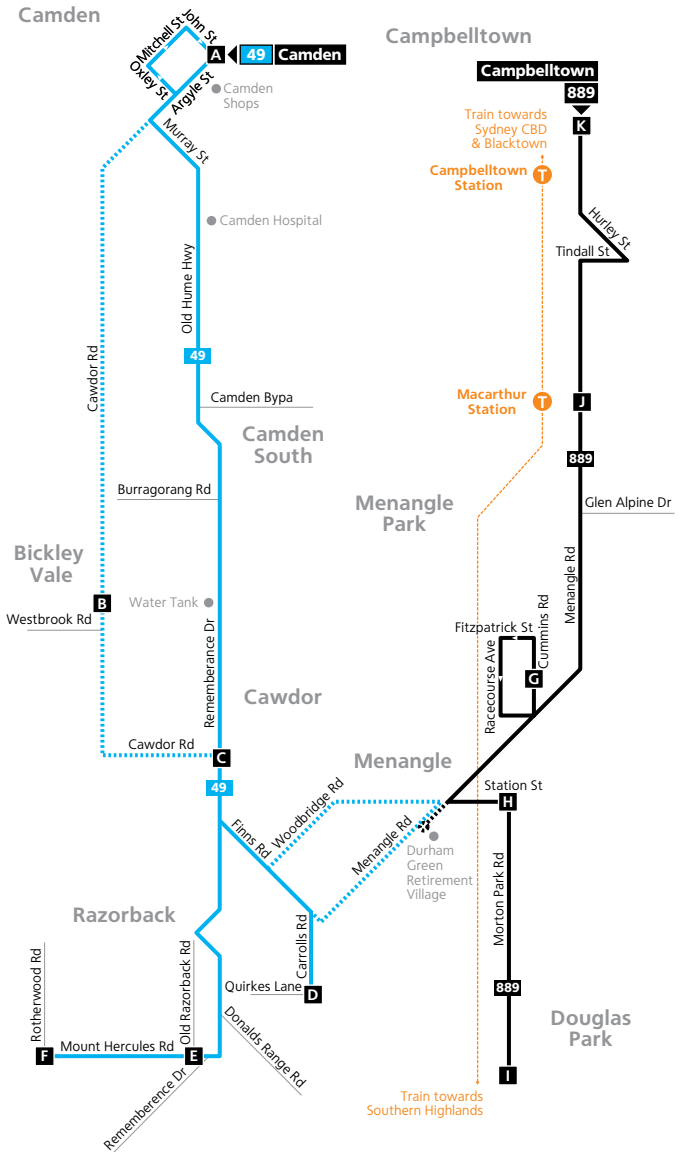 Camden
John St
Mitchell St
Oxley St
Argyle St
A
49
Camden
Camden
Shops
Murray St
Camden Hospital
Old Hume Hwy
Cawdor Rd
49
Camden Bypa
Camden
South
Burragorang Rd
Bickley
Vale
B
Water Tank
Westbrook Rd
Rememberance Dr
Cawdor
Cawdor Rd
C
49
Finns Rd
Woodbridge Rd
Menangle Rd
Razorback
Carrolls Rd
Quirkes Lane
D
Rotherwood Rd
Old Razorback Rd
Donalds Range Rd
Mount Hercules Rd
F
E
Rememberence Dr
Campbelltown
Campbelltown
889
K
Train towards
Sydney CBD
& Blacktown
Campbelltown
Station
T
Hurley St
Tindall St
Macarthur
Station
T
J
889
Menangle
Park
Glen Alpine Dr
Menangle Rd
Fitzpatrick St
Cummins Rd
Racecourse Ave
G
Menangle
Station St
H
Durham
Green
Retirement
Village
Morton Park Rd
889
Douglas
Park
I
Train towards
Southern Highlands